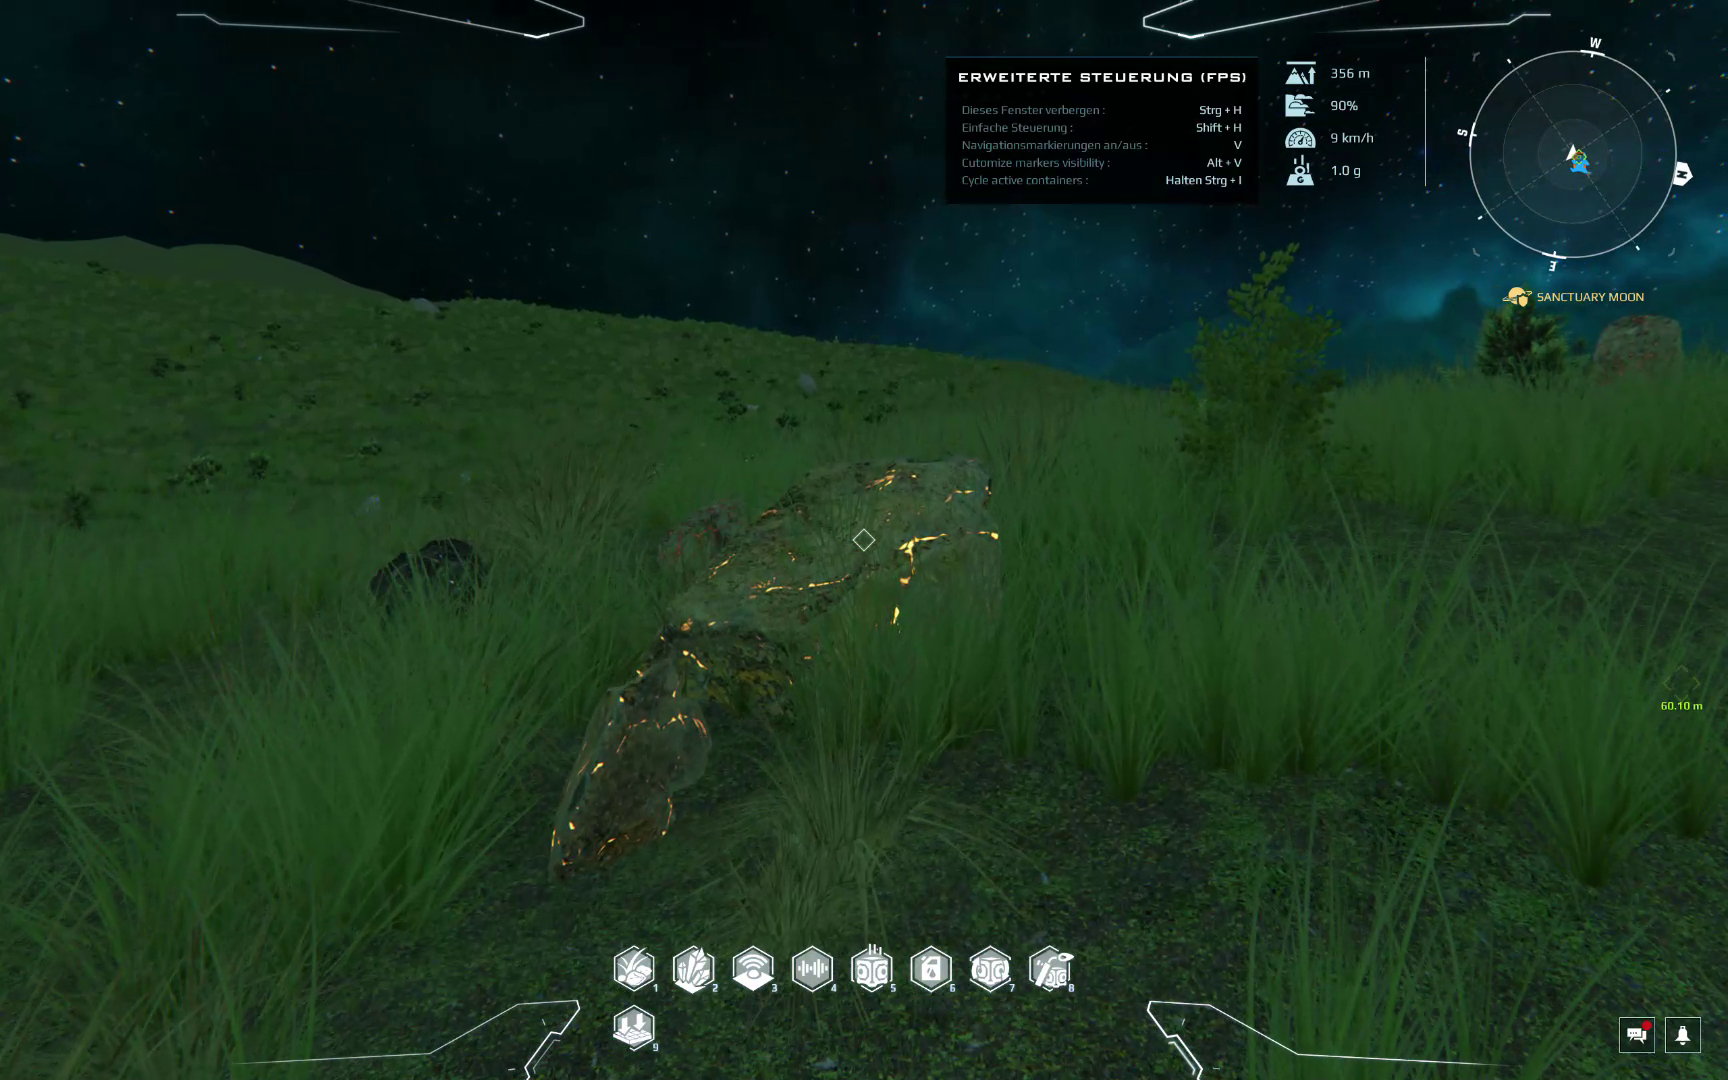 ERWEITERTE STEUERUNG (FPS)
Dieses Fenster verbergen : Strg + H
Einfache Steuerung : Shift + H
Navigationsmarkierungen an/aus : V
Cutomize markers visibility : Alt + V
Cycle active containers : Halten Strg + I
356 m
90%
9 km/h
1.0 g
G
W
S
N
E
SANCTUARY MOON
60.10 m
1
2
3
4
5
6
7
8
9